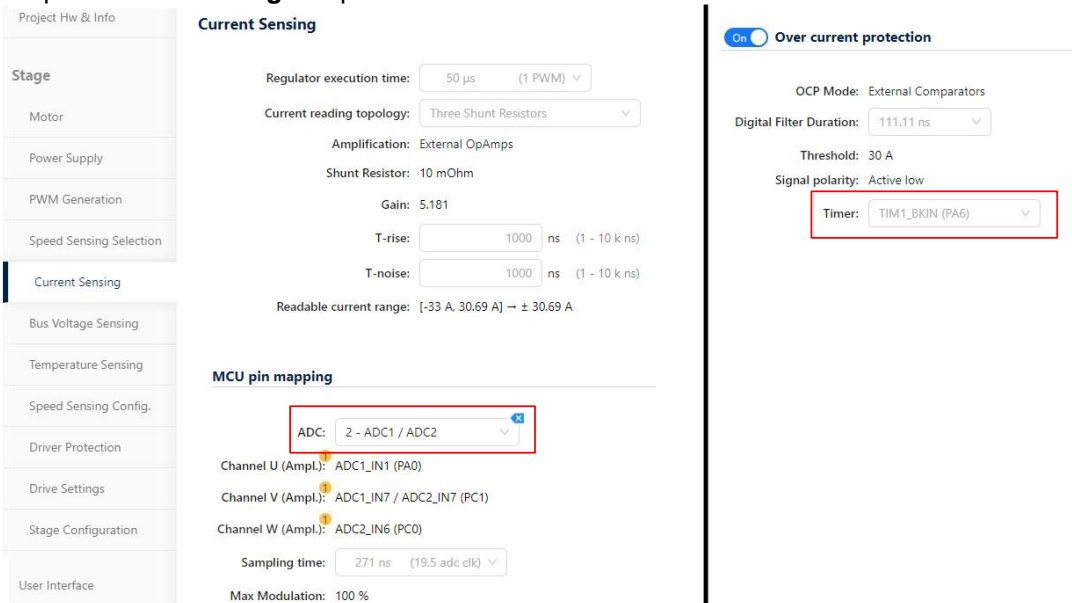 Project Hw & Info
Stage
Motor
Power Supply
PWM Generation
Speed Sensing Selection
Current Sensing
Bus Voltage Sensing
Temperature Sensing
Speed Sensing Config.
Driver Protection
Drive Settings
Stage Configuration
User Interface
Current Sensing
Regulator execution time: 50 µs (1 PWM)
Current reading topology: Three Shunt Resistors
Amplification: External OpAmps
Shunt Resistor: 10 mOhm
Gain: 5.181
T-rise: 1000 ns (1 - 10 k ns)
T-noise: 1000 ns (1 - 10 k ns)
Readable current range: [-33 A, 30.69 A] → ± 30.69 A
MCU pin mapping
ADC: 2 - ADC1 / ADC2
Channel U (Ampl.): 1 ADC1_IN1 (PA0)
Channel V (Ampl.): 1 ADC1_IN7 / ADC2_IN7 (PC1)
Channel W (Ampl.): 1 ADC2_IN6 (PC0)
Sampling time: 271 ns (19.5 adc clk)
Max Modulation: 100 %
On Over current protection
OCP Mode: External Comparators
Digital Filter Duration: 111.11 ns
Threshold: 30 A
Signal polarity: Active low
Timer: TIM1_BKIN (PA6)